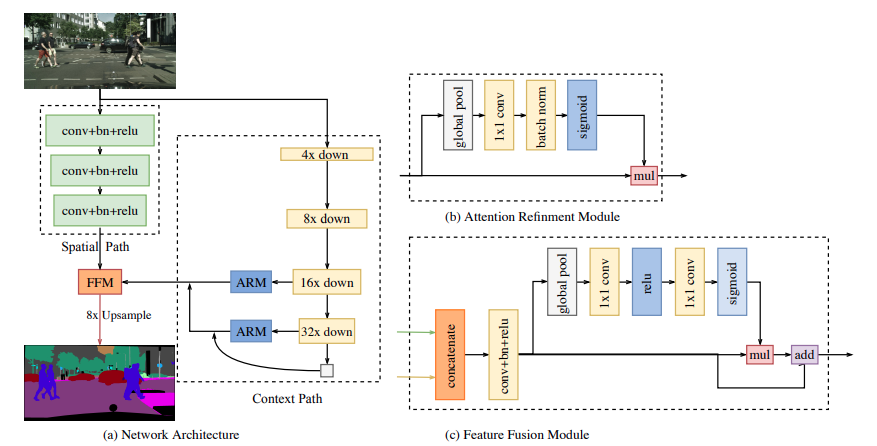 conv+bn+relu
conv+bn+relu
conv+bn+relu
Spatial Path
FFM
8x Upsample
4x down
8x down
ARM
16x down
ARM
32x down
Context Path
(a) Network Architecture
global pool
1x1 conv
batch norm
sigmoid
mul
(b) Attention Refinment Module
concatenate
conv+bn+relu
global pool
1x1 conv
relu
1x1 conv
sigmoid
mul
add
(c) Feature Fusion Module